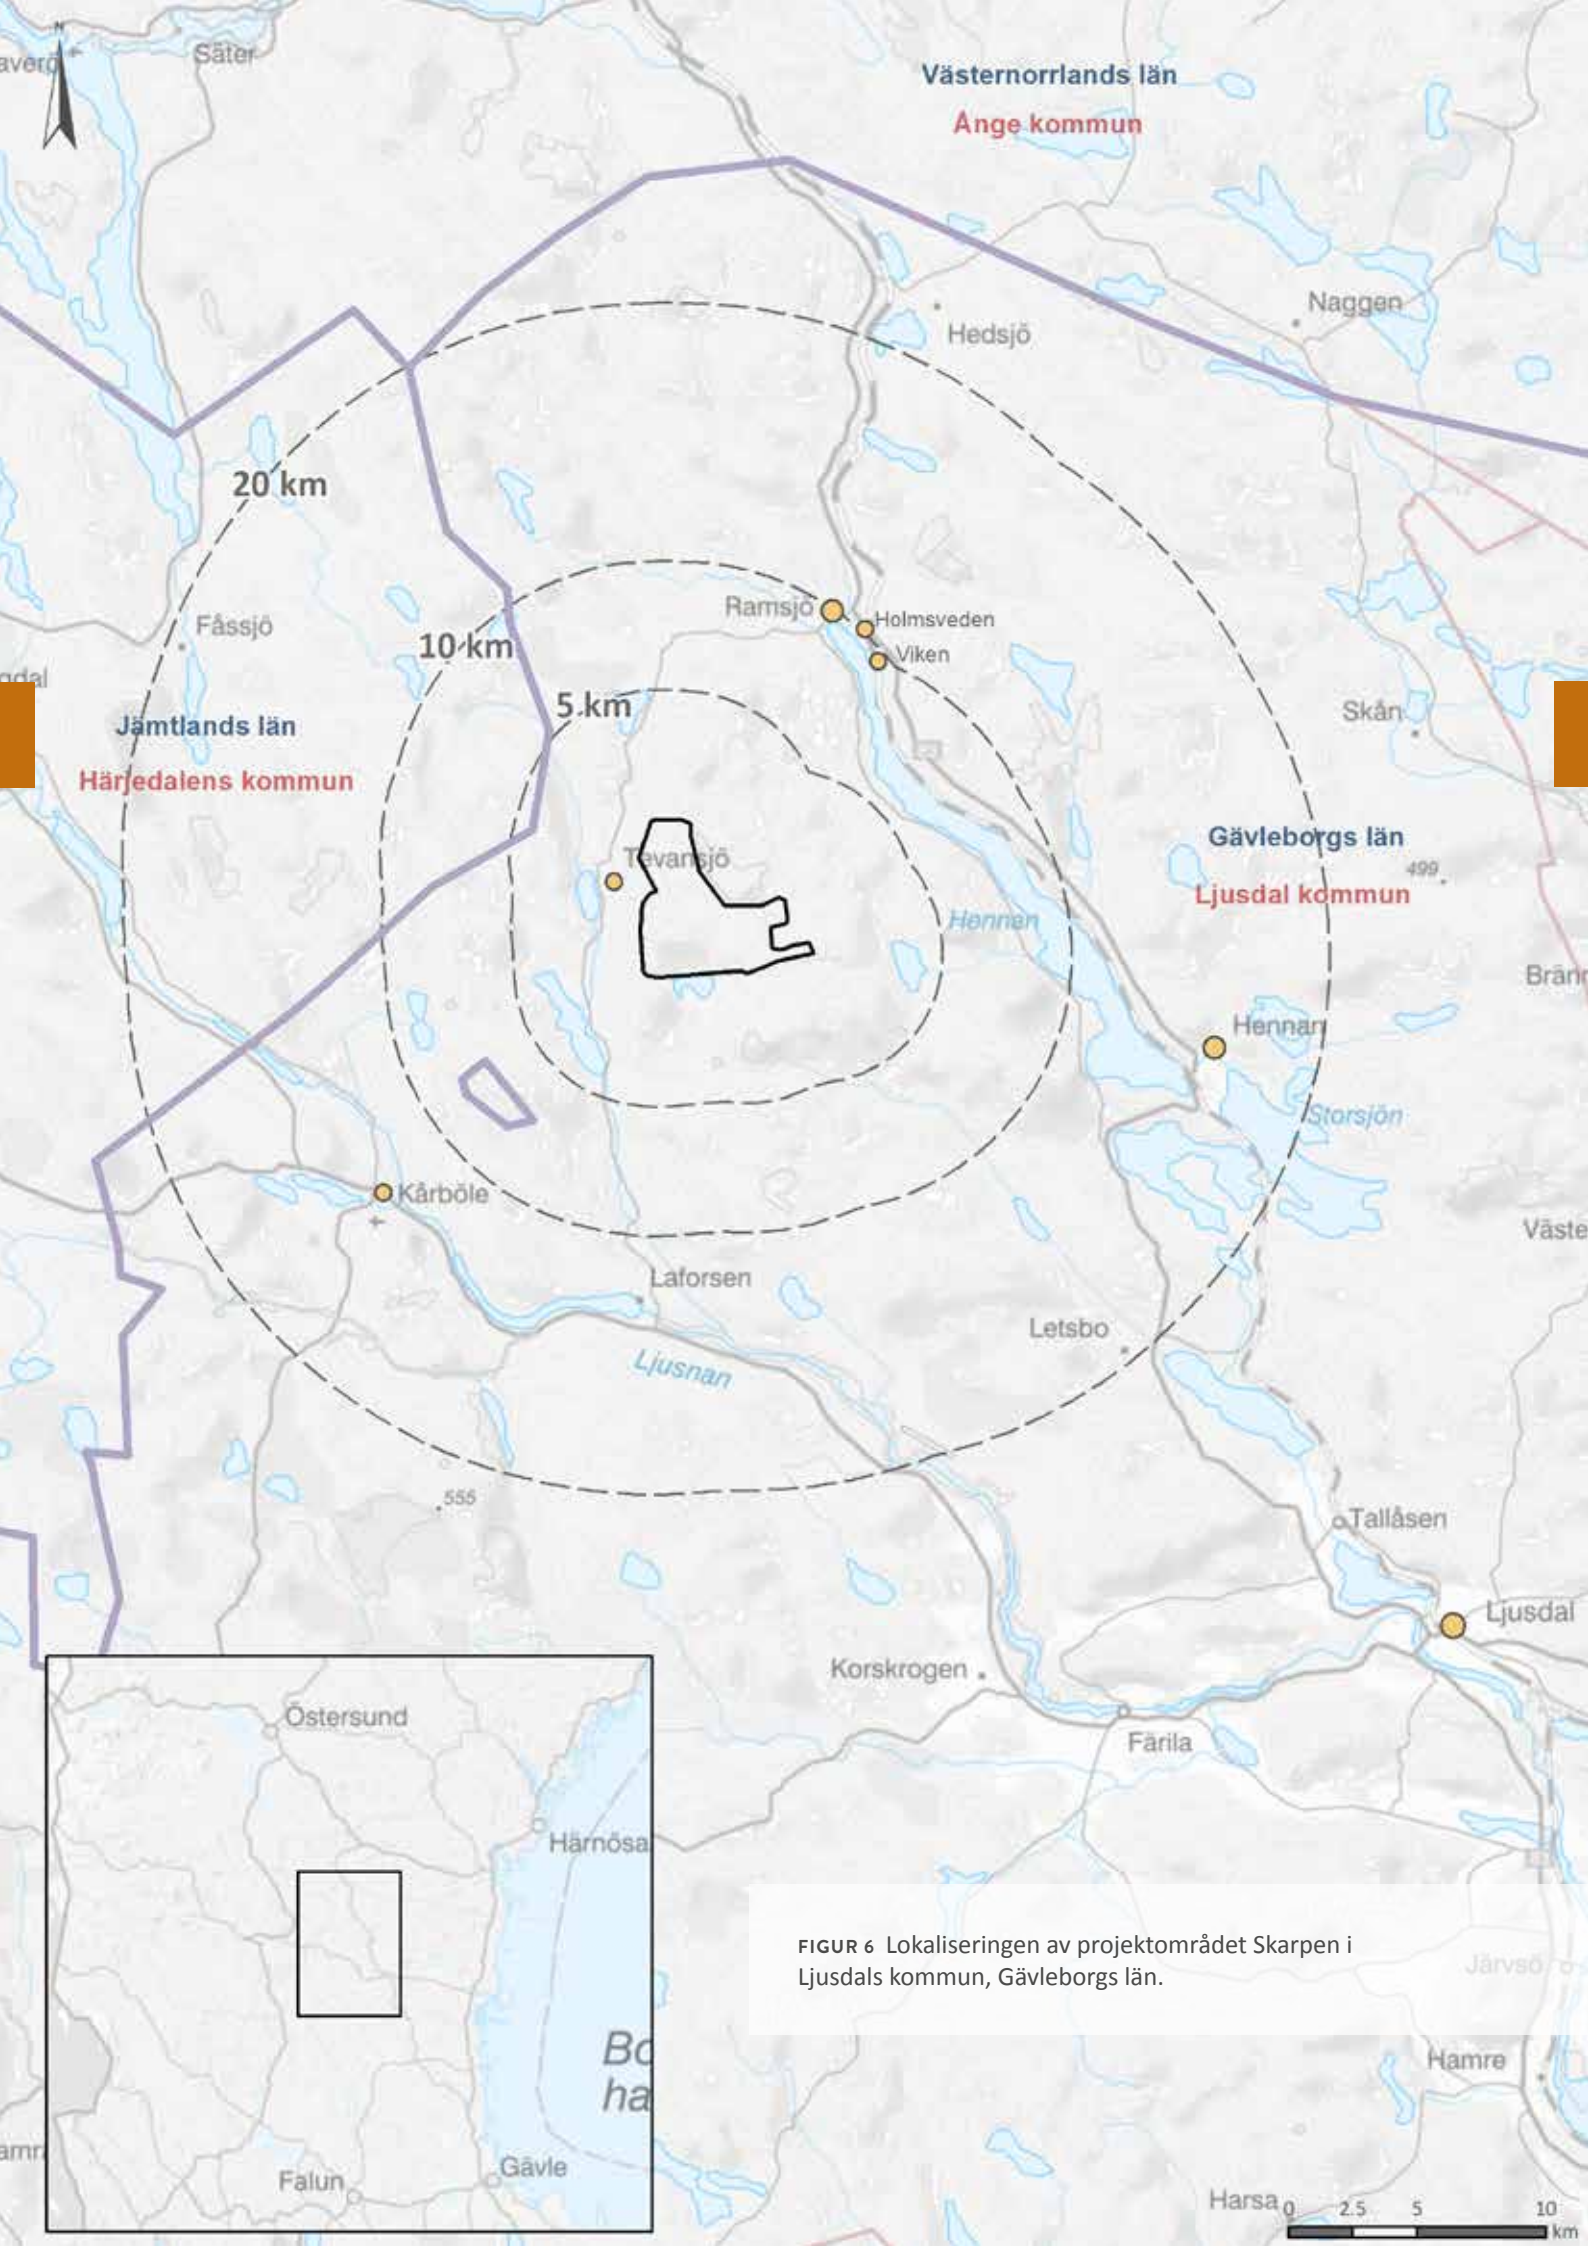 N
Säter
Västernorrlands län
Ånge kommun
Naggen
Hedsjö
20 km
Ramsjö
Holmsveden
Fåssjö
10 km
Viken
5 km
Skån
Jämtlands län
Härjedalens kommun
Gävleborgs län
Tevansjö
499
Ljusdal kommun
Hennan
Hennan
Storsjön
Kårböle
Laforsen
Letsbo
Ljusnan
555
Tallåsen
Ljusdal
Korskrogen
Färila
Östersund
Härnösa
FIGUR 6 Lokaliseringen av projektområdet Skarpen i
Ljusdals kommun, Gävleborgs län.
Järvsö
Bo
ha
Hamre
Gävle
Falun
Harsa
0 2.5 5 10
km